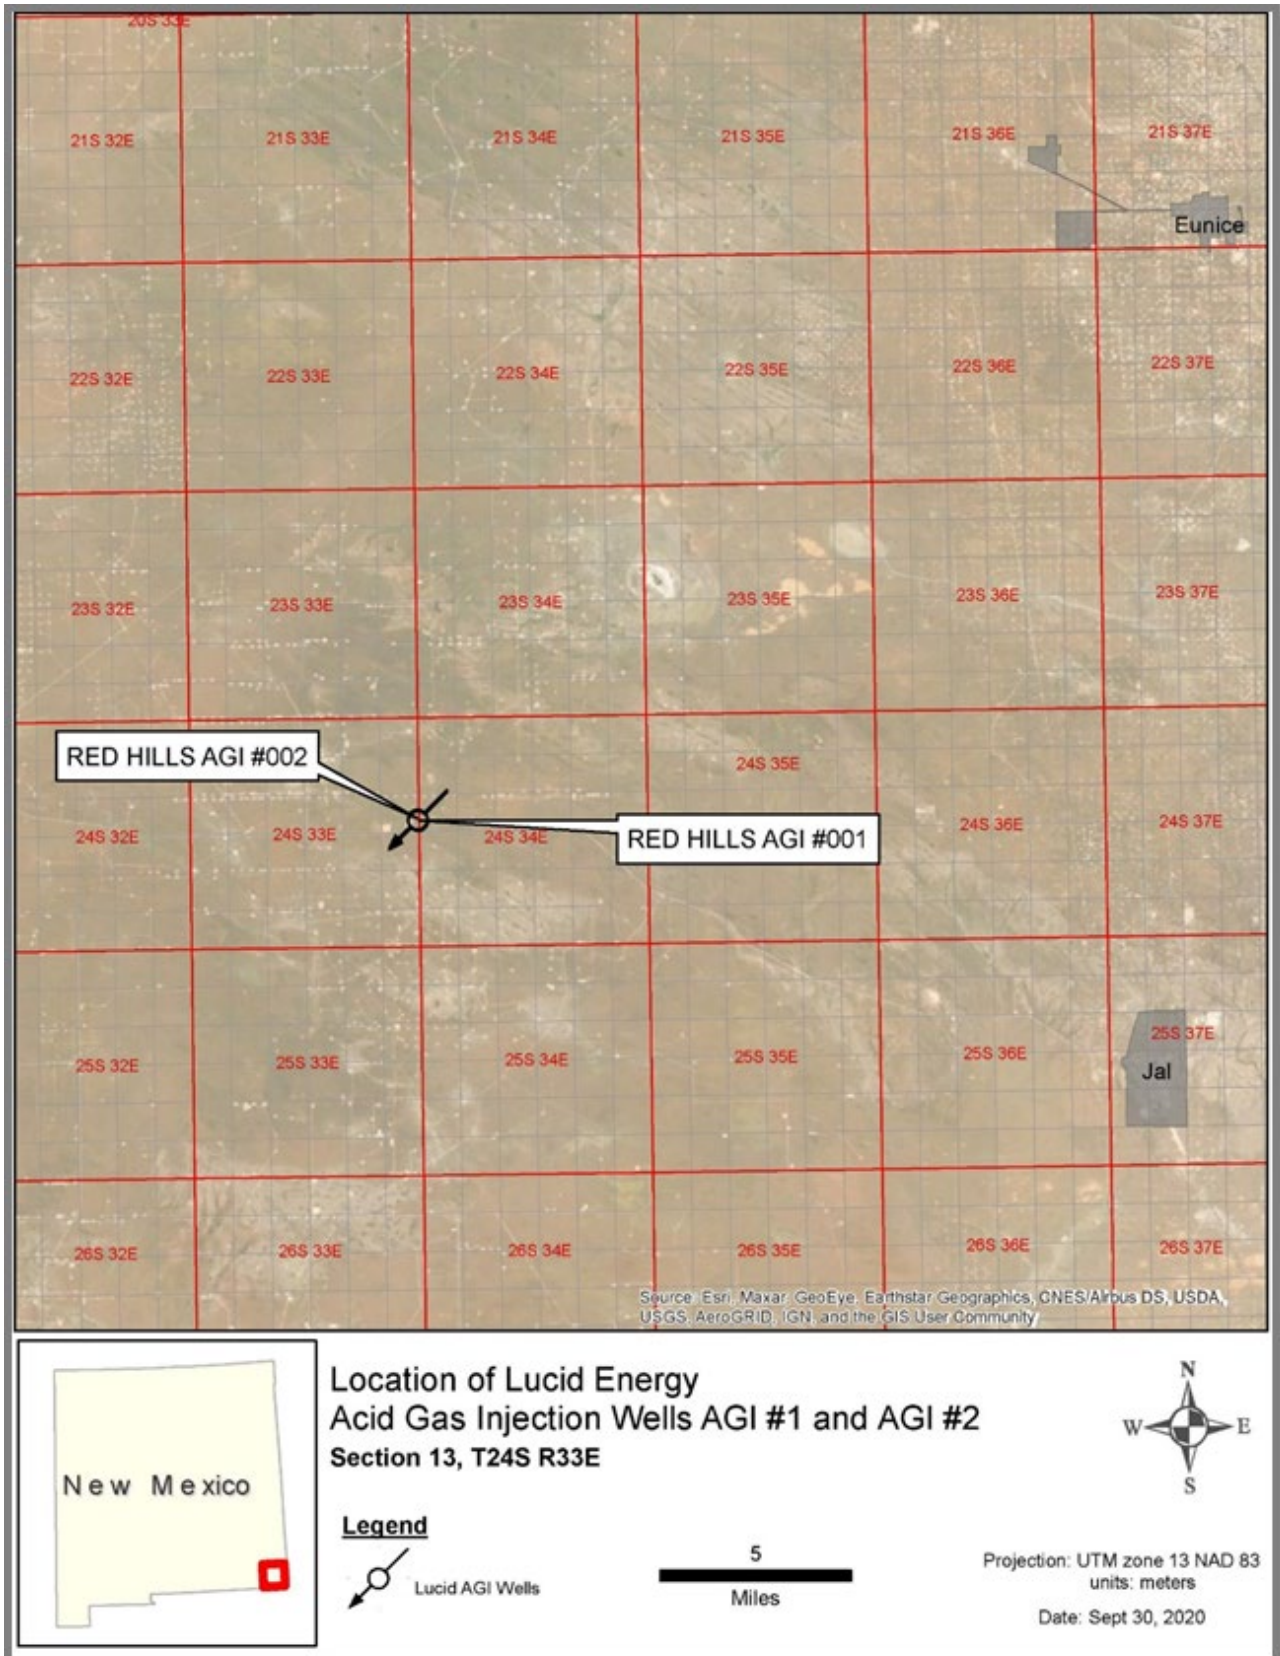 20S 33E
21S 32E
21S 33E
21S 34E
21S 35E
21S 36E
21S 37E
Eunice
22S 32E
22S 33E
22S 34E
22S 35E
22S 36E
22S 37E
23S 32E
23S 33E
23S 34E
23S 35E
23S 36E
23S 37E
RED HILLS AGI #002
24S 35E
24S 32E
24S 33E
24S 34E
RED HILLS AGI #001
24S 36E
24S 37E
25S 32E
25S 33E
25S 34E
25S 35E
25S 36E
25S 37E
Jal
26S 32E
26S 33E
26S 34E
26S 35E
26S 36E
26S 37E
Source: Esri, Maxar, GeoEye, Earthstar Geographics, CNES/Airbus DS, USDA,
USGS, AeroGRID, IGN, and the GIS User Community
New Mexico
Location of Lucid Energy
Acid Gas Injection Wells AGI #1 and AGI #2
Section 13, T24S R33E
Legend
Lucid AGI Wells
5
Miles
N
W
E
S
Projection: UTM zone 13 NAD 83
units: meters
Date: Sept 30, 2020